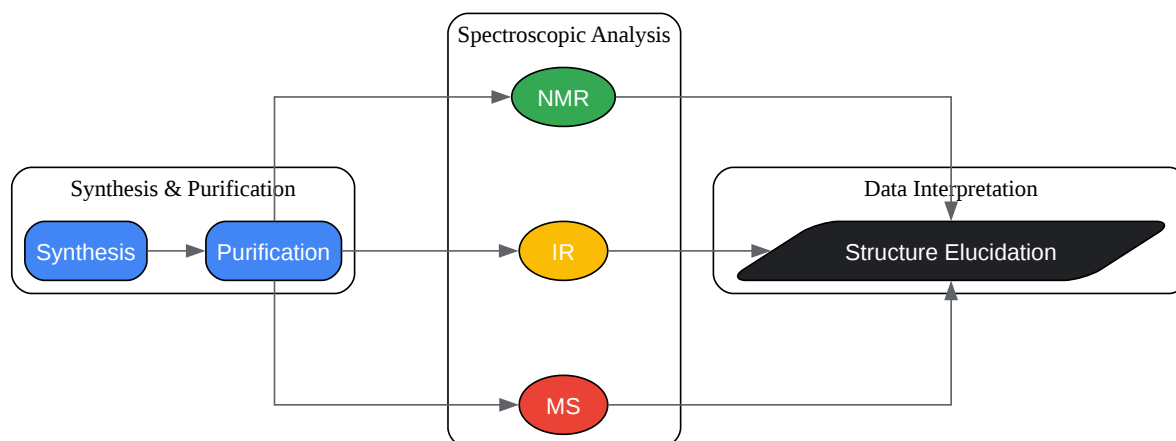 Spectroscopic Analysis
NMR
Synthesis & Purification
Synthesis
Purification
IR
Data Interpretation
Structure Elucidation
MS